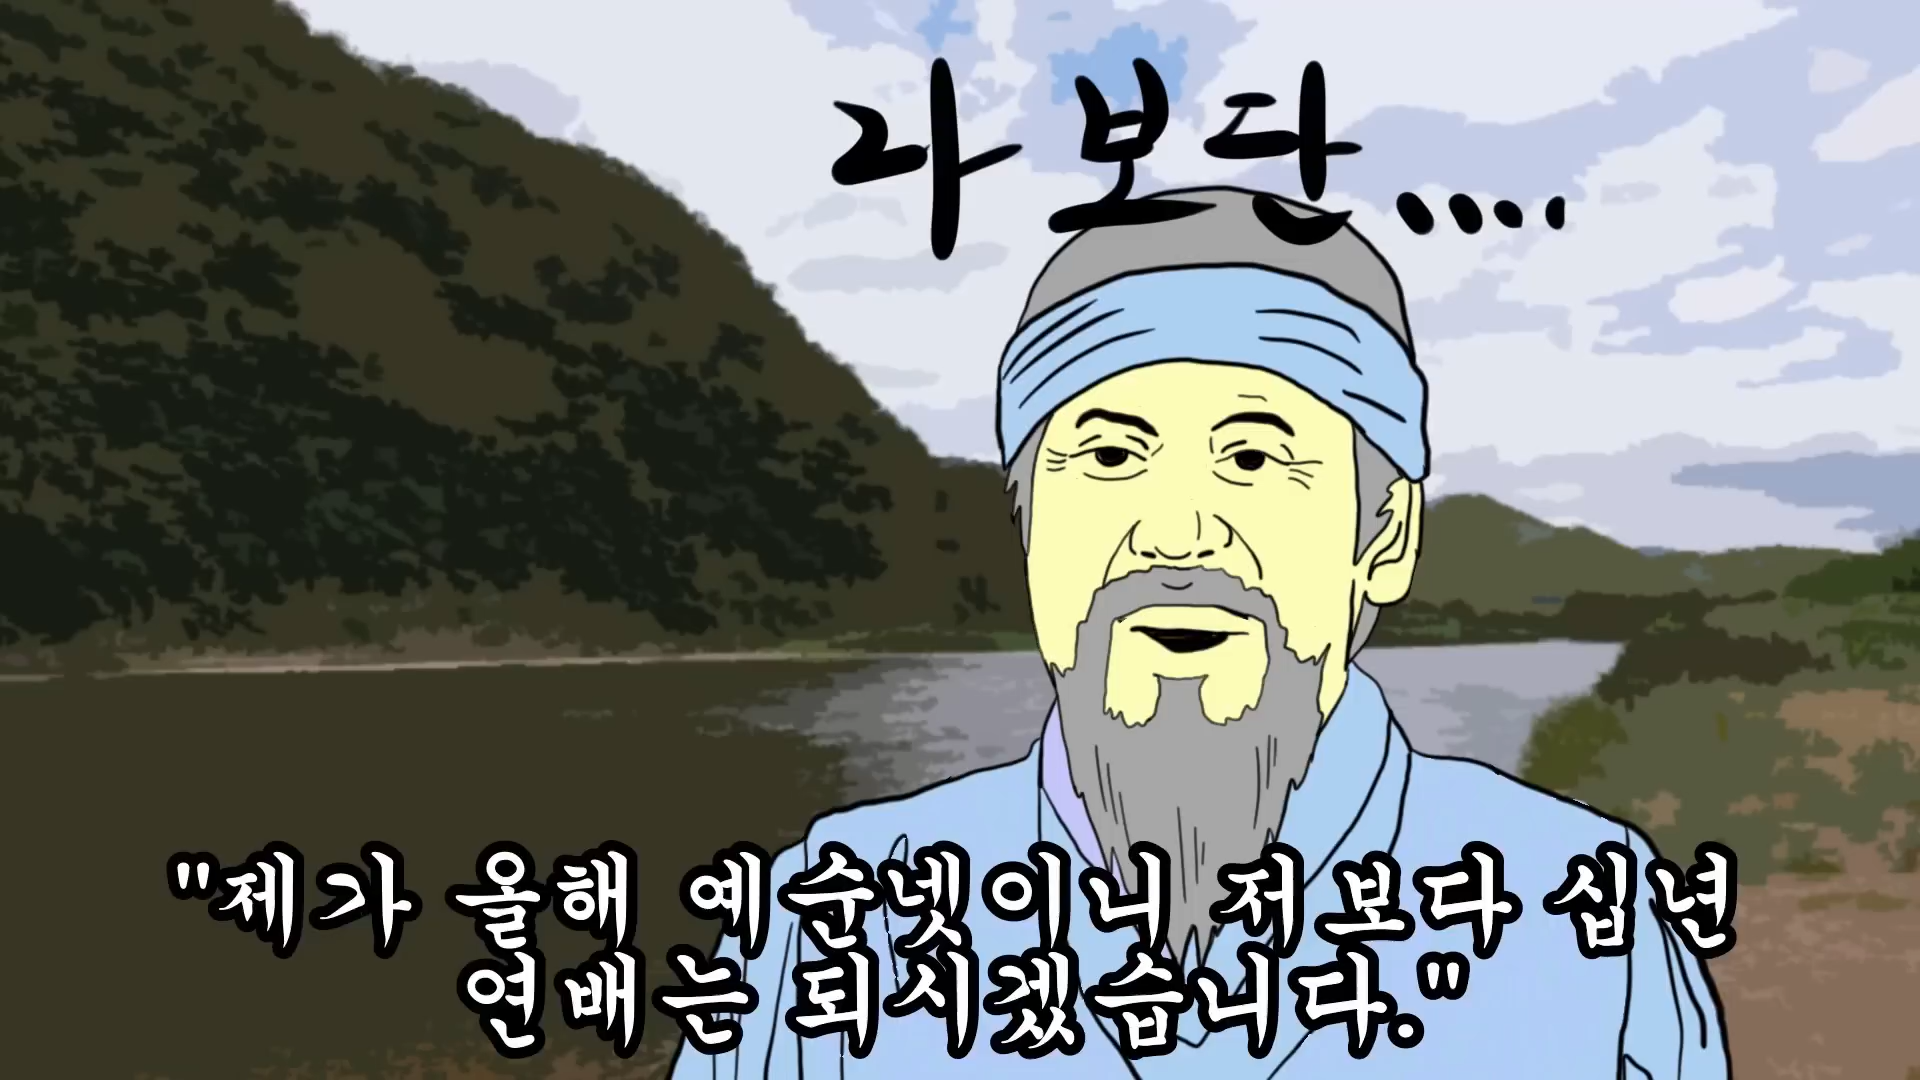 라 보단....
"제가 올해 예순넷이니 저보다 십년
연배는 되시겠습니다."